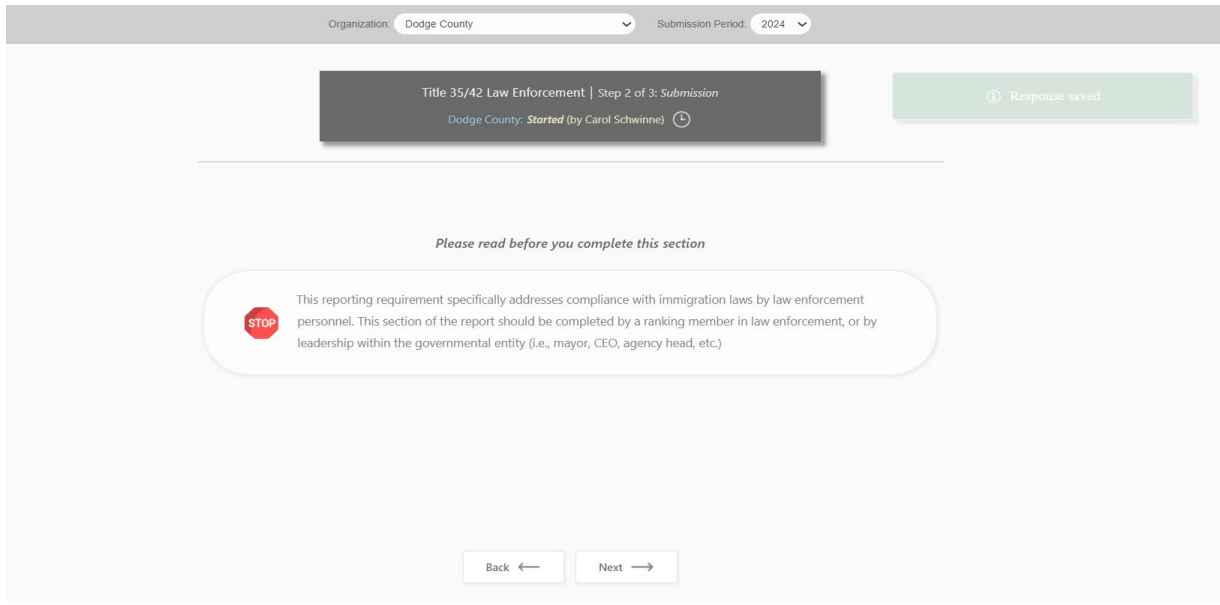 Organization: Dodge County Submission Period: 2024
Title 35/42 Law Enforcement | Step 2 of 3: Submission
Dodge County: Started (by Carol Schwinne)
Response saved
Please read before you complete this section
STOP
This reporting requirement specifically addresses compliance with immigration laws by law enforcement
personnel. This section of the report should be completed by a ranking member in law enforcement, or by
leadership within the governmental entity (i.e., mayor, CEO, agency head, etc.)
Back Next